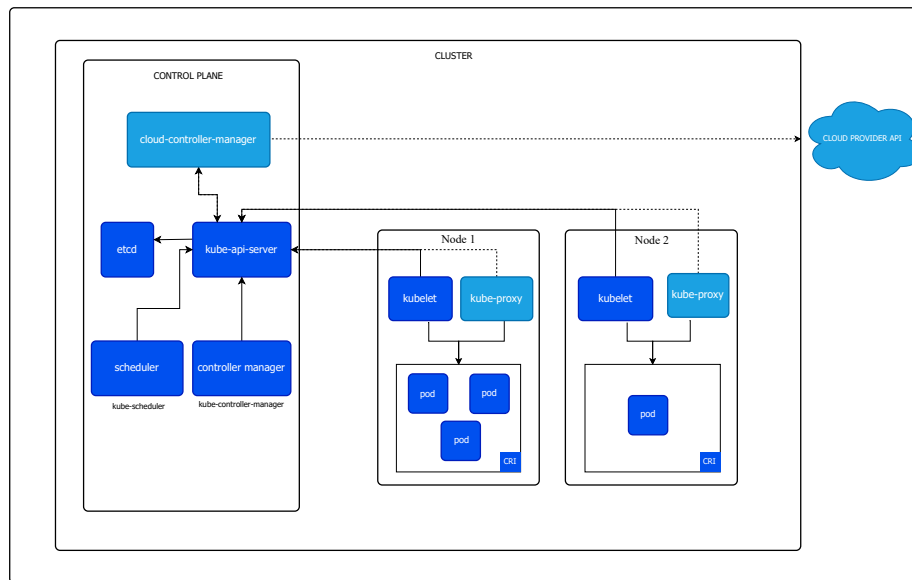 CLUSTER
CONTROL PLANE
cloud-controller-manager
CLOUD PROVIDER API
etcd
kube-api-server
scheduler
controller manager
kube-scheduler
kube-controller-manager
Node 1
kubelet
kube-proxy
pod
pod
pod
CRI
Node 2
kubelet
kube-proxy
pod
CRI